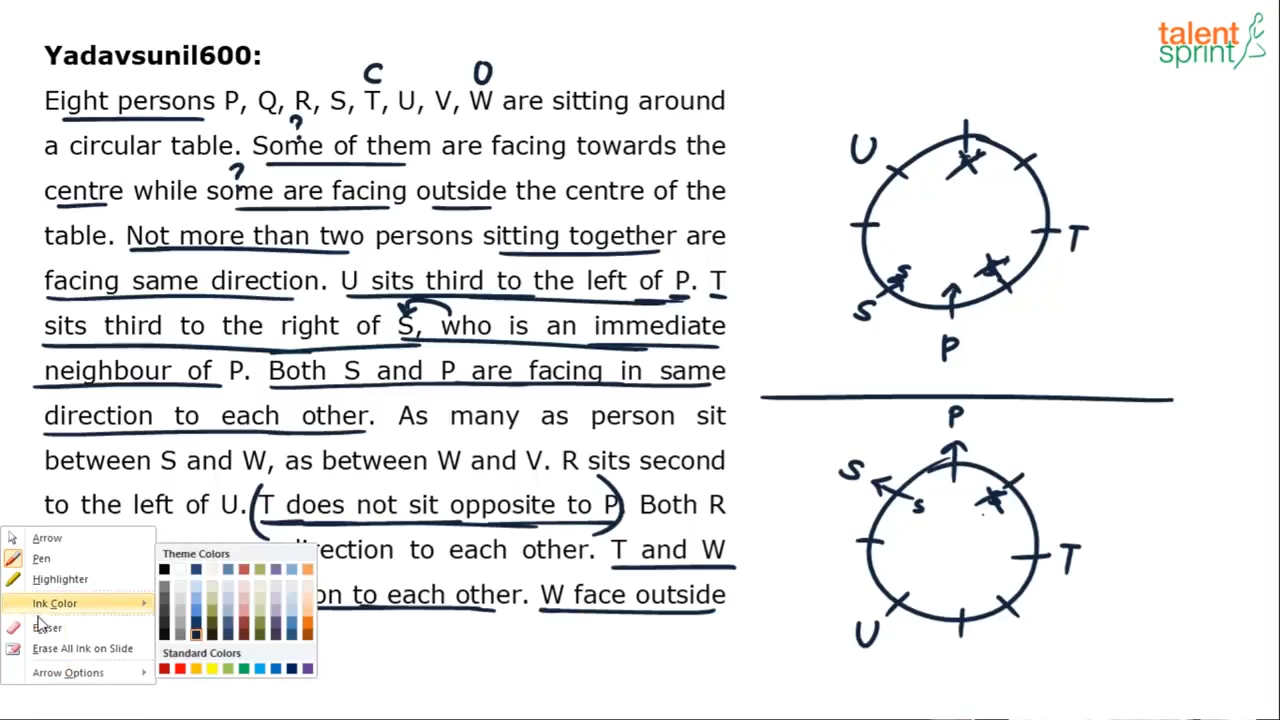 talent
sprint
Yadavsunil600:
C O
Eight persons P, Q, R, S, T, U, V, W are sitting around
?
a circular table. Some of them are facing towards the
?
centre while some are facing outside the centre of the
table. Not more than two persons sitting together are
facing same direction. U sits third to the left of P. T
sits third to the right of S, who is an immediate
neighbour of P. Both S and P are facing in same
direction to each other. As many as person sit
between S and W, as between W and V. R sits second
to the left of U. (T does not sit opposite to P). Both R
direction to each other. T and W
on to each other. W face outside
U
T
S
S
P
P
S
S
T
U
Arrow
Pen
Highlighter
Ink Color
Eraser
Erase All Ink on Slide
Arrow Options
Theme Colors
Standard Colors